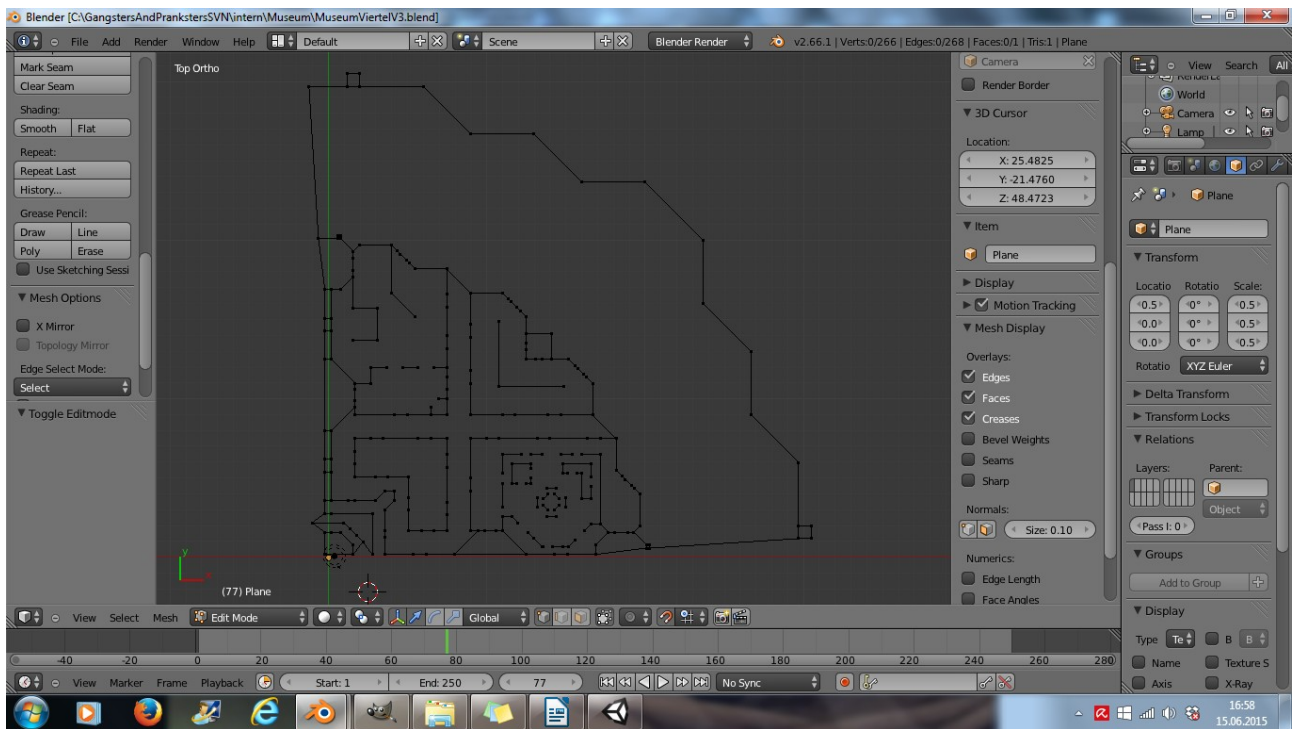 Blender [C:\GangstersAndPrankstersSVN\intern\Museum\MuseumViertelV3.blend]
File Add Render Window Help Default Scene Blender Render v2.66.1 | Verts:0/266 | Edges:0/268 | Faces:0/1 | Tris:1 | Plane
Mark Seam
Clear Seam
Shading:
Smooth Flat
Repeat:
Repeat Last
History...
Grease Pencil:
Draw Line
Poly Erase
Use Sketching Sessi
Mesh Options
X Mirror
Topology Mirror
Edge Select Mode:
Select
Toggle Editmode
Top Ortho
y
(77) Plane
Camera
Render Border
3D Cursor
Location:
X: 25.4825
Y: -21.4760
Z: 48.4723
Item
Plane
Display
Motion Tracking
Mesh Display
Overlays:
Edges
Faces
Creases
Bevel Weights
Seams
Sharp
Normals:
Size: 0.10
Numerics:
Edge Length
Face Angles
View Search All
World
Camera
Lamp
Plane
Plane
Transform
Locatio Rotatio Scale:
0.5 0° 0.5
0.0 0° 0.5
0.0 0° 0.5
Rotatio XYZ Euler
Delta Transform
Transform Locks
Relations
Layers: Parent:
Object
Pass I: 0
Groups
Add to Group
Display
Type Te B B
Name Texture S
Axis X-Ray
View Select Mesh Edit Mode Global
-40 -20 0 20 40 60 80 100 120 140 160 180 200 220 240 260 280
View Marker Frame Playback Start: 1 End: 250 77 No Sync
16:58
15.06.2015